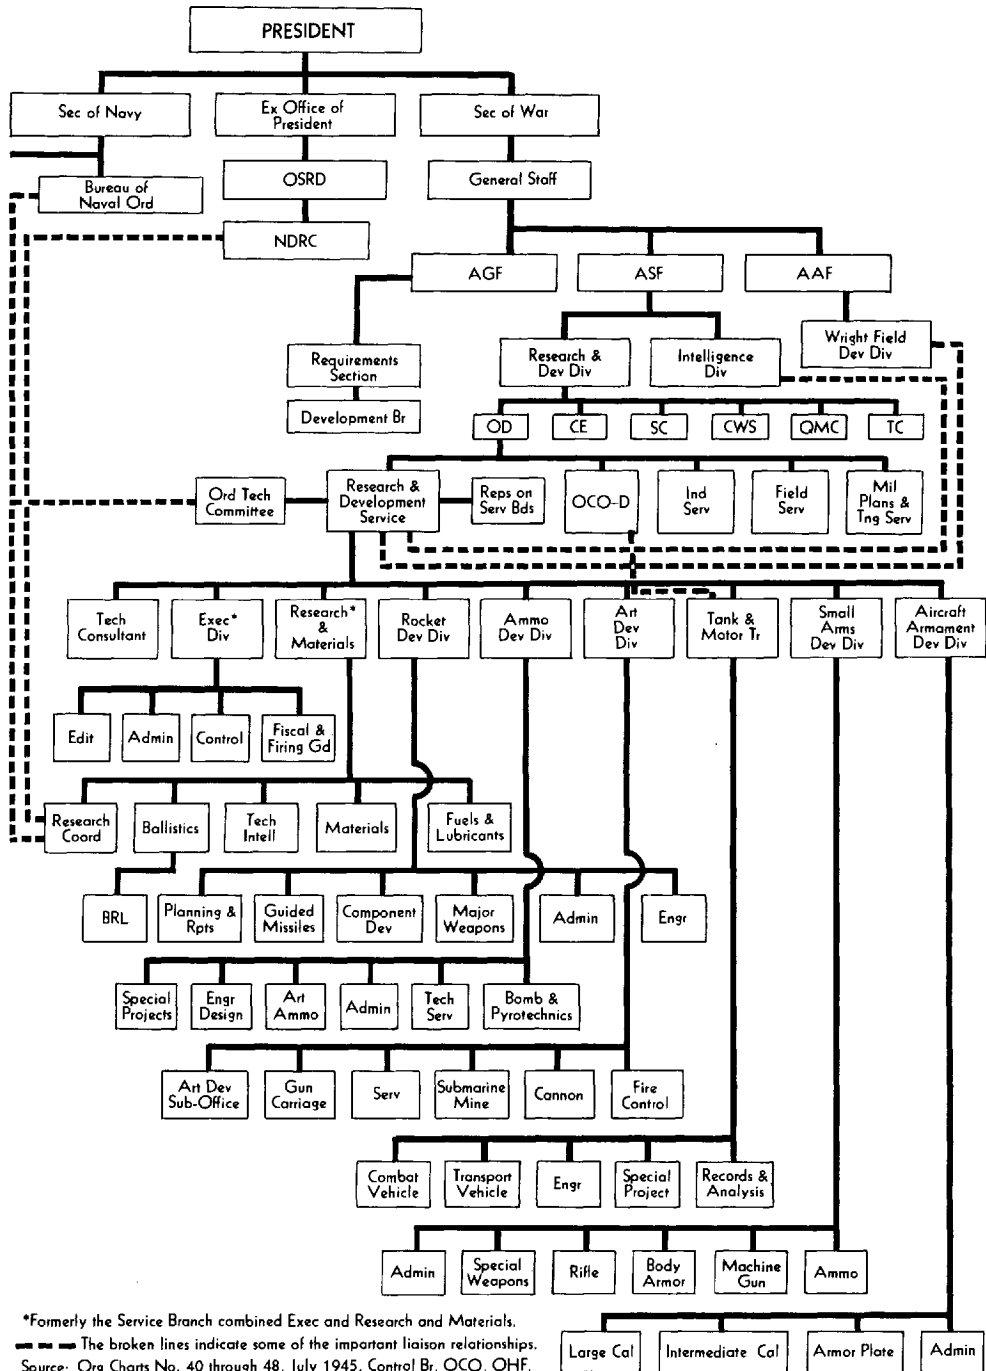 PRESIDENT
Sec of Navy
Ex Office of
President
Sec of War
Bureau of
Naval Ord
OSRD
General Staff
NDRC
AGF
ASF
AAF
Requirements
Section
Research &
Dev Div
Intelligence
Div
Wright Field
Dev Div
Development Br
OD
CE
SC
CWS
QMC
TC
Ord Tech
Committee
Research &
Development
Service
Reps on
Serv Bds
OCO-D
Ind
Serv
Field
Serv
Mil
Plans &
Tng Serv
Tech
Consultant
Exec*
Div
Research*
&
Materials
Rocket
Dev Div
Ammo
Dev Div
Art
Dev
Div
Tank &
Motor Tr
Small
Arms
Dev Div
Aircraft
Armament
Dev Div
Edit
Admin
Control
Fiscal &
Firing Gd
Research
Coord
Ballistics
Tech
Intell
Materials
Fuels &
Lubricants
BRL
Planning &
Rpts
Guided
Missiles
Component
Dev
Major
Weapons
Admin
Engr
Special
Projects
Engr
Design
Art
Ammo
Admin
Tech
Serv
Bomb &
Pyrotechnics
Art Dev
Sub-Office
Gun
Carriage
Serv
Submarine
Mine
Cannon
Fire
Control
Combat
Vehicle
Transport
Vehicle
Engr
Special
Project
Records &
Analysis
Admin
Special
Weapons
Rifle
Body
Armor
Machine
Gun
Ammo
Large Cal
Intermediate Cal
Armor Plate
Admin
*Formerly the Service Branch combined Exec and Research and Materials.
The broken lines indicate some of the important liaison relationships.
Source: Org Charts No. 40 through 48, July 1945, Control Br, OCO, OHF.